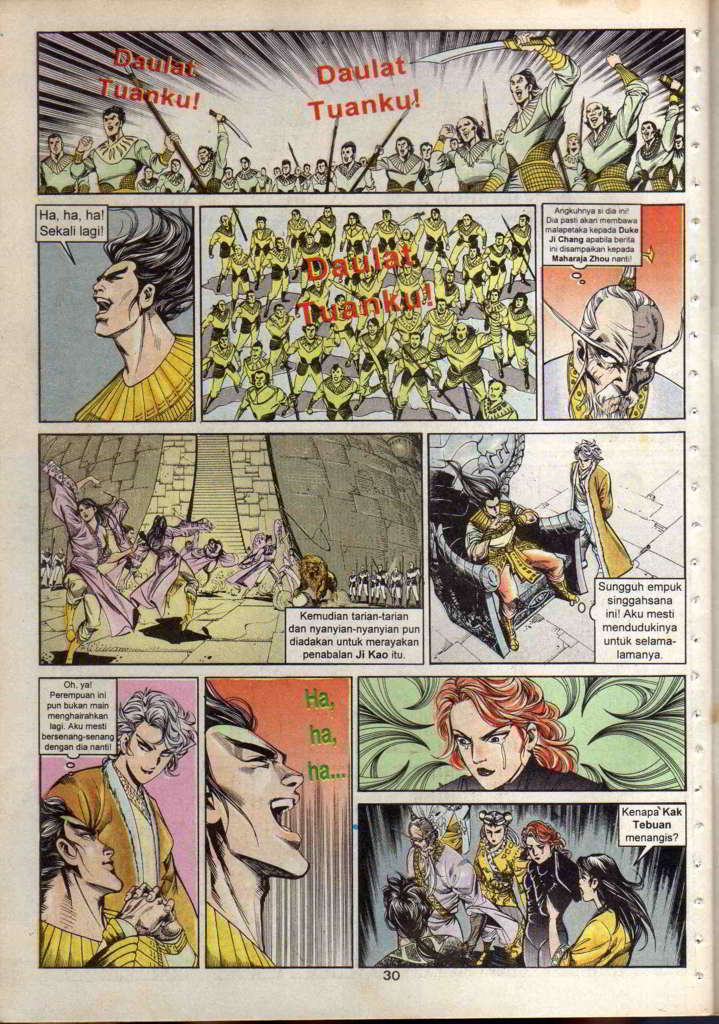 Daulat
Tuanku!
Daulat
Tuanku!
Ha, ha, ha!
Sekali lagi!
Daulat
Tuanku!
Angkuhnya si dia ini!
Dia pasti akan membawa
malapetaka kepada Duke
Ji Chang apabila berita
ini disampaikan kepada
Maharaja Zhou nanti!
Kemudian tarian-tarian
dan nyanyian-nyanyian pun
diadakan untuk merayakan
penabalan Ji Kao itu.
Sungguh empuk
singgahsana
ini! Aku mesti
mendudukinya
untuk selama-
lamanya.
Oh, ya!
Perempuan ini
pun bukan main
menghairahkan
lagi. Aku mesti
bersenang-senang
dengan dia nanti!
Ha,
ha,
ha...
Kenapa Kak
Tebuan
menangis?
30